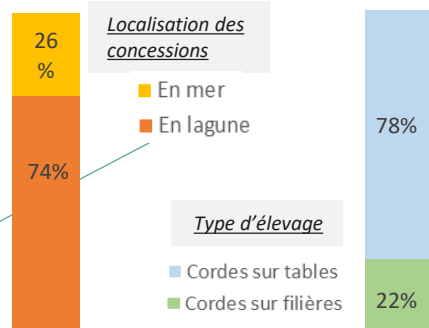 26
%
74%
Localisation des
concessions
En mer
En lagune
78%
22%
Type d'élevage
Cordes sur tables
Cordes sur filières